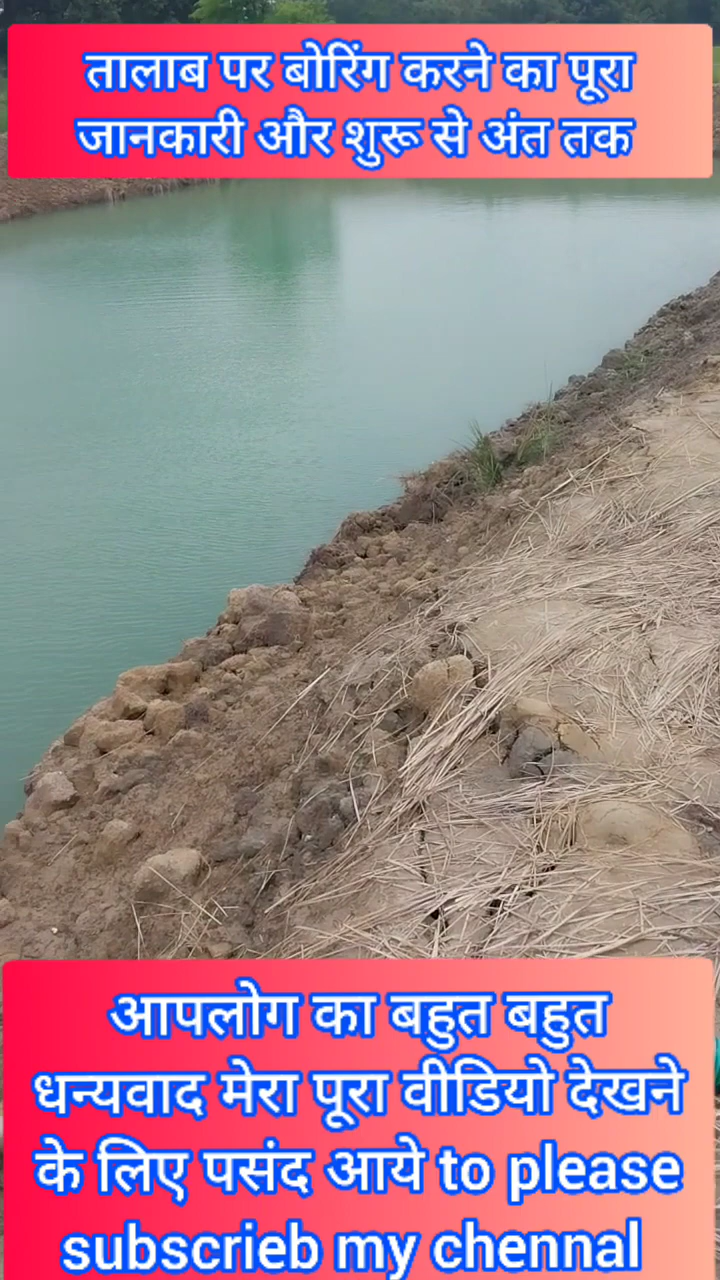 तालाब पर बोरिंग करने का पूरा
जानकारी और शुरू से अंत तक
आपलोग का बहुत बहुत
धन्यवाद मेरा पूरा वीडियो देखने
के लिए पसंद आये to please
subscrieb my chennal